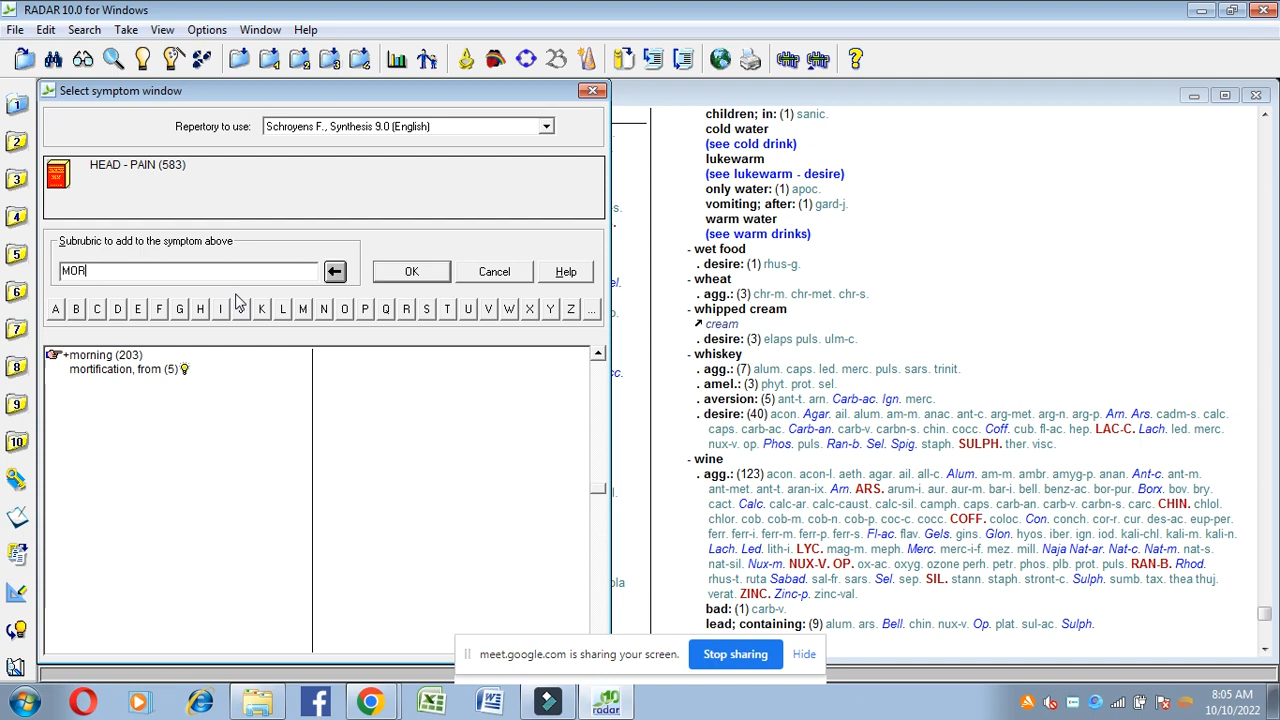 RADAR 10.0 for Windows
File Edit Search Take View Options Window Help
Select symptom window
Repertory to use: Schroyens F., Synthesis 9.0 (English)
HEAD - PAIN (583)
Subrubric to add to the symptom above
MOR
OK Cancel Help
A B C D E F G H I K L M N O P Q R S T U V W X Y Z ...
+morning (203)
mortification, from (5)
1
2
3
4
5
6
7
8
9
10
children; in: (1) sanic.
cold water
(see cold drink)
lukewarm
(see lukewarm - desire)
only water: (1) apoc.
vomiting; after: (1) gard-j.
warm water
(see warm drinks)
- wet food
. desire: (1) rhus-g.
- wheat
. agg.: (3) chr-m. chr-met. chr-s.
- whipped cream
cream
. desire: (3) elaps puls. ulm-c.
- whiskey
. agg.: (7) alum. caps. led. merc. puls. sars. trinit.
. amel.: (3) phyt. prot. sel.
. aversion: (5) ant-t. arn. Carb-ac. Ign. merc.
. desire: (40) acon. Agar. ail. alum. am-m. anac. ant-c. arg-met. arg-n. arg-p. Arn. Ars. cadm-s. calc.
caps. carb-ac. Carb-an. carb-v. carbn-s. chin. cocc. Coff. cub. fl-ac. hep. LAC-C. Lach. led. merc.
nux-v. op. Phos. puls. Ran-b. Sel. Spig. staph. SULPH. ther. visc.
- wine
. agg.: (123) acon. acon-l. aeth. agar. ail. all-c. Alum. am-m. ambr. amyg-p. anan. Ant-c. ant-m.
ant-met. ant-t. aran-ix. Arn. ARS. arum-i. aur. aur-m. bar-i. bell. benz-ac. bor-pur. Borx. bov. bry.
cact. Calc. calc-ar. calc-caust. calc-sil. camph. caps. carb-an. carb-v. carbn-s. carc. CHIN. chlol.
chlor. cob. cob-m. cob-n. cob-p. coc-c. cocc. COFF. coloc. Con. conch. cor-r. cur. des-ac. eup-per.
ferr. ferr-i. ferr-m. ferr-p. ferr-s. Fl-ac. flav. Gels. gins. Glon. hyos. iber. ign. iod. kali-chl. kali-m. kali-n.
Lach. Led. lith-i. LYC. mag-m. meph. Merc. merc-i-f. mez. mill. Naja Nat-ar. Nat-c. Nat-m. nat-s.
nat-sil. Nux-m. NUX-V. OP. ox-ac. oxyg. ozone perh. petr. phos. plb. prot. puls. RAN-B. Rhod.
rhus-t. ruta Sabad. sal-fr. sars. Sel. sep. SIL. stann. staph. stront-c. Sulph. sumb. tax. thea thuj.
verat. ZINC. Zinc-p. zinc-val.
bad: (1) carb-v.
lead; containing: (9) alum. ars. Bell. chin. nux-v. Op. plat. sul-ac. Sulph.
meet.google.com is sharing your screen. Stop sharing Hide
10
radar
8:05 AM
10/10/2022